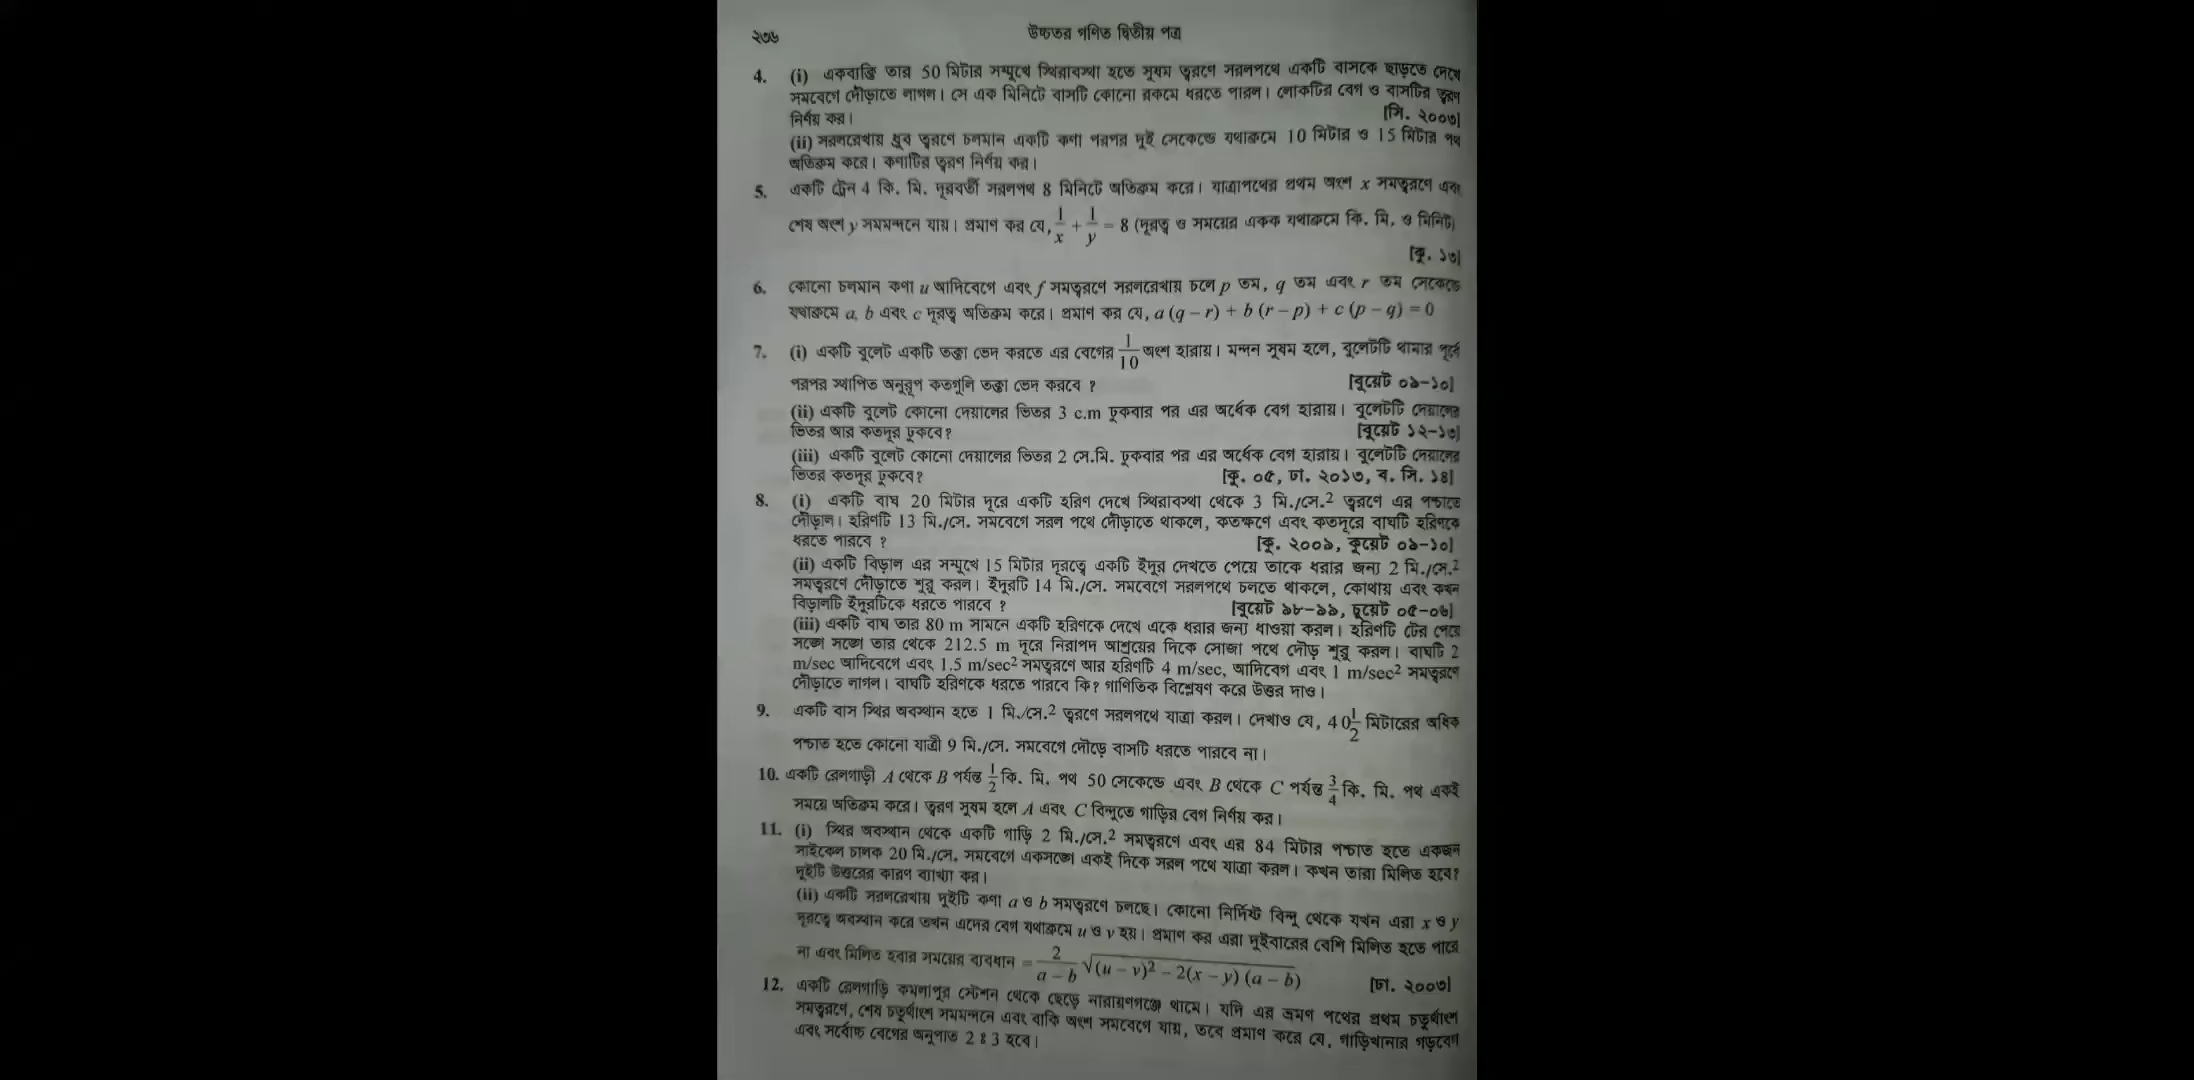 ২৩৬
উচ্চতর গণিত দ্বিতীয় পত্র
4. (i) একব্যক্তি তার 50 মিটার সম্মুখে স্থিরাবস্থা হতে সুষম ত্বরণে সরলপথে একটি বাসকে ছাড়তে দেখে
সমবেগে দৌড়াতে লাগল। সে এক মিনিটে বাসটি কোনো রকমে ধরতে পারল। লোকটির বেগ ও বাসটির ত্বরণ
নির্ণয় কর। [সি. ২০০৩]
(ii) সরলরেখায় ধ্রুব ত্বরণে চলমান একটি কণা পরপর দুই সেকেন্ডে যথাক্রমে 10 মিটার ও 15 মিটার পথ
অতিক্রম করে। কণাটির ত্বরণ নির্ণয় কর।
5. একটি ট্রেন 4 কি. মি. দূরবর্তী সরলপথ 8 মিনিটে অতিক্রম করে। যাত্রাপথের প্রথম অংশ x সমত্বরণে এবং
শেষ অংশ y সমমন্দনে যায়। প্রমাণ কর যে, 1/x + 1/y = 8 (দূরত্ব ও সময়ের একক যথাক্রমে কি. মি. ও মিনিট)
[কু. ১৩]
6. কোনো চলমান কণা u আদিবেগে এবং f সমত্বরণে সরলরেখায় চলে p তম, q তম এবং r তম সেকেন্ডে
যথাক্রমে a, b এবং c দূরত্ব অতিক্রম করে। প্রমাণ কর যে, a (q – r) + b (r – p) + c (p – q) = 0
7. (i) একটি বুলেট একটি তক্তা ভেদ করতে এর বেগের 1/10 অংশ হারায়। মন্দন সুষম হলে, বুলেটটি থামার পূর্বে
পরপর স্থাপিত অনুরূপ কতগুলি তক্তা ভেদ করবে ? [বুয়েট ০৯–১০]
(ii) একটি বুলেট কোনো দেয়ালের ভিতর 3 c.m ঢুকবার পর এর অর্ধেক বেগ হারায়। বুলেটটি দেয়ালের
ভিতর আর কতদূর ঢুকবে? [বুয়েট ১২–১৩]
(iii) একটি বুলেট কোনো দেয়ালের ভিতর 2 সে.মি. ঢুকবার পর এর অর্ধেক বেগ হারায়। বুলেটটি দেয়ালের
ভিতর কতদূর ঢুকবে? [কু. ০৫, ঢা. ২০১৩, ব. সি. ১৪]
8. (i) একটি বাঘ 20 মিটার দূরে একটি হরিণ দেখে স্থিরাবস্থা থেকে 3 মি./সে.² ত্বরণে এর পশ্চাতে
দৌড়াল। হরিণটি 13 মি./সে. সমবেগে সরল পথে দৌড়াতে থাকলে, কতক্ষণে এবং কতদূরে বাঘটি হরিণকে
ধরতে পারবে ? [কু. ২০০৯, কুয়েট ০৯–১০]
(ii) একটি বিড়াল এর সম্মুখে 15 মিটার দূরত্বে একটি ইঁদুর দেখতে পেয়ে তাকে ধরার জন্য 2 মি./সে.²
সমত্বরণে দৌড়াতে শুরু করল। ইঁদুরটি 14 মি./সে. সমবেগে সরলপথে চলতে থাকলে, কোথায় এবং কখন
বিড়ালটি ইঁদুরটিকে ধরতে পারবে ? [বুয়েট ৯৮–৯৯, চুয়েট ০৫–০৬]
(iii) একটি বাঘ তার 80 m সামনে একটি হরিণকে দেখে একে ধরার জন্য ধাওয়া করল। হরিণটি টের পেয়ে
সঙ্গে সঙ্গে তার থেকে 212.5 m দূরে নিরাপদ আশ্রয়ের দিকে সোজা পথে দৌড় শুরু করল। বাঘটি 2
m/sec আদিবেগে এবং 1.5 m/sec² সমত্বরণে আর হরিণটি 4 m/sec, আদিবেগ এবং 1 m/sec² সমত্বরণে
দৌড়াতে লাগল। বাঘটি হরিণকে ধরতে পারবে কি? গাণিতিক বিশ্লেষণ করে উত্তর দাও।
9. একটি বাস স্থির অবস্থান হতে 1 মি./সে.² ত্বরণে সরলপথে যাত্রা করল। দেখাও যে, 40 1/2 মিটারের অধিক
পশ্চাত হতে কোনো যাত্রী 9 মি./সে. সমবেগে দৌড়ে বাসটি ধরতে পারবে না।
10. একটি রেলগাড়ী A থেকে B পর্যন্ত 1/2 কি. মি. পথ 50 সেকেন্ডে এবং B থেকে C পর্যন্ত 3/4 কি. মি. পথ একই
সময়ে অতিক্রম করে। ত্বরণ সুষম হলে A এবং C বিন্দুতে গাড়ির বেগ নির্ণয় কর।
11. (i) স্থির অবস্থান থেকে একটি গাড়ি 2 মি./সে.² সমত্বরণে এবং এর 84 মিটার পশ্চাত হতে একজন
সাইকেল চালক 20 মি./সে. সমবেগে একসঙ্গে একই দিকে সরল পথে যাত্রা করল। কখন তারা মিলিত হবে?
দুইটি উত্তরের কারণ ব্যাখ্যা কর।
(ii) একটি সরলরেখায় দুইটি কণা a ও b সমত্বরণে চলছে। কোনো নির্দিষ্ট বিন্দু থেকে যখন এরা x ও y
দূরত্বে অবস্থান করে তখন এদের বেগ যথাক্রমে u ও v হয়। প্রমাণ কর এরা দুইবারের বেশি মিলিত হতে পারে
না এবং মিলিত হবার সময়ের ব্যবধান = 2/(a – b) √(u – v)² – 2(x – y) (a – b) [ঢা. ২০০৩]
12. একটি রেলগাড়ি কমলাপুর স্টেশন থেকে ছেড়ে নারায়ণগঞ্জে থামে। যদি এর ভ্রমণ পথের প্রথম চতুর্থাংশ
সমত্বরণে, শেষ চতুর্থাংশ সমমন্দনে এবং বাকি অংশ সমবেগে যায়, তবে প্রমাণ করে যে, গাড়িখানার গড়বেগ
এবং সর্বোচ্চ বেগের অনুপাত 2 ঃ 3 হবে।